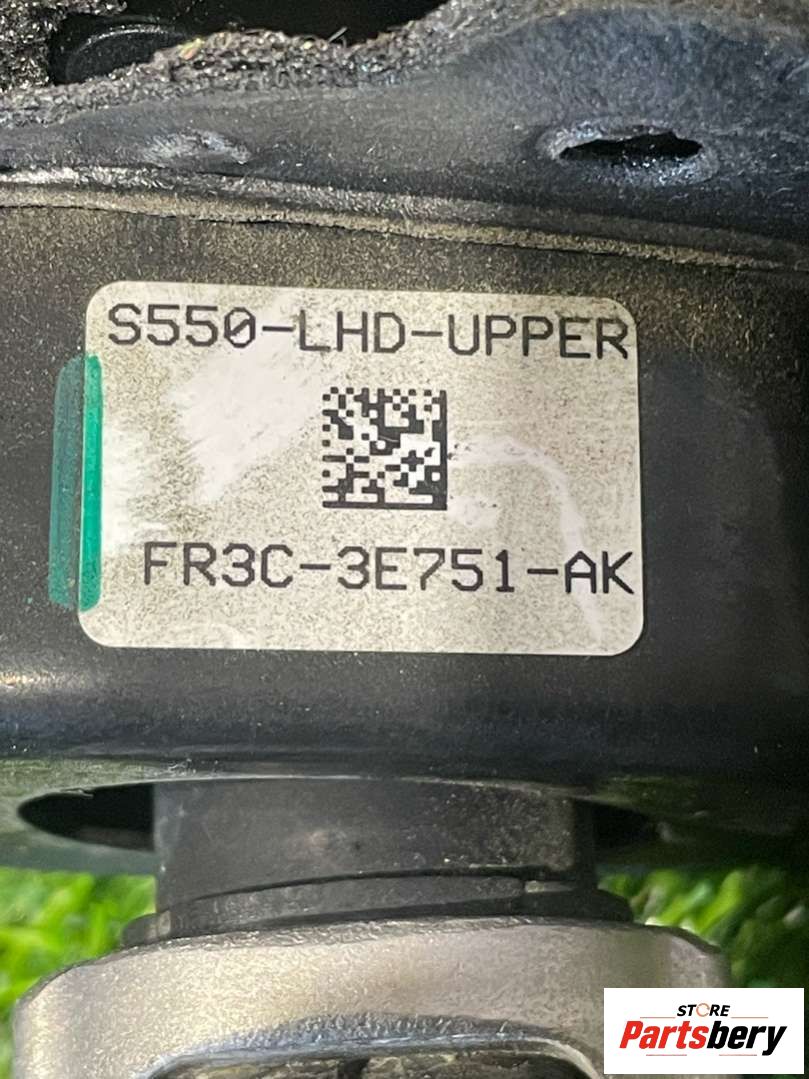 S550-LHD-UPPER
FR3C-3E751-AK
STORE
Partsbery